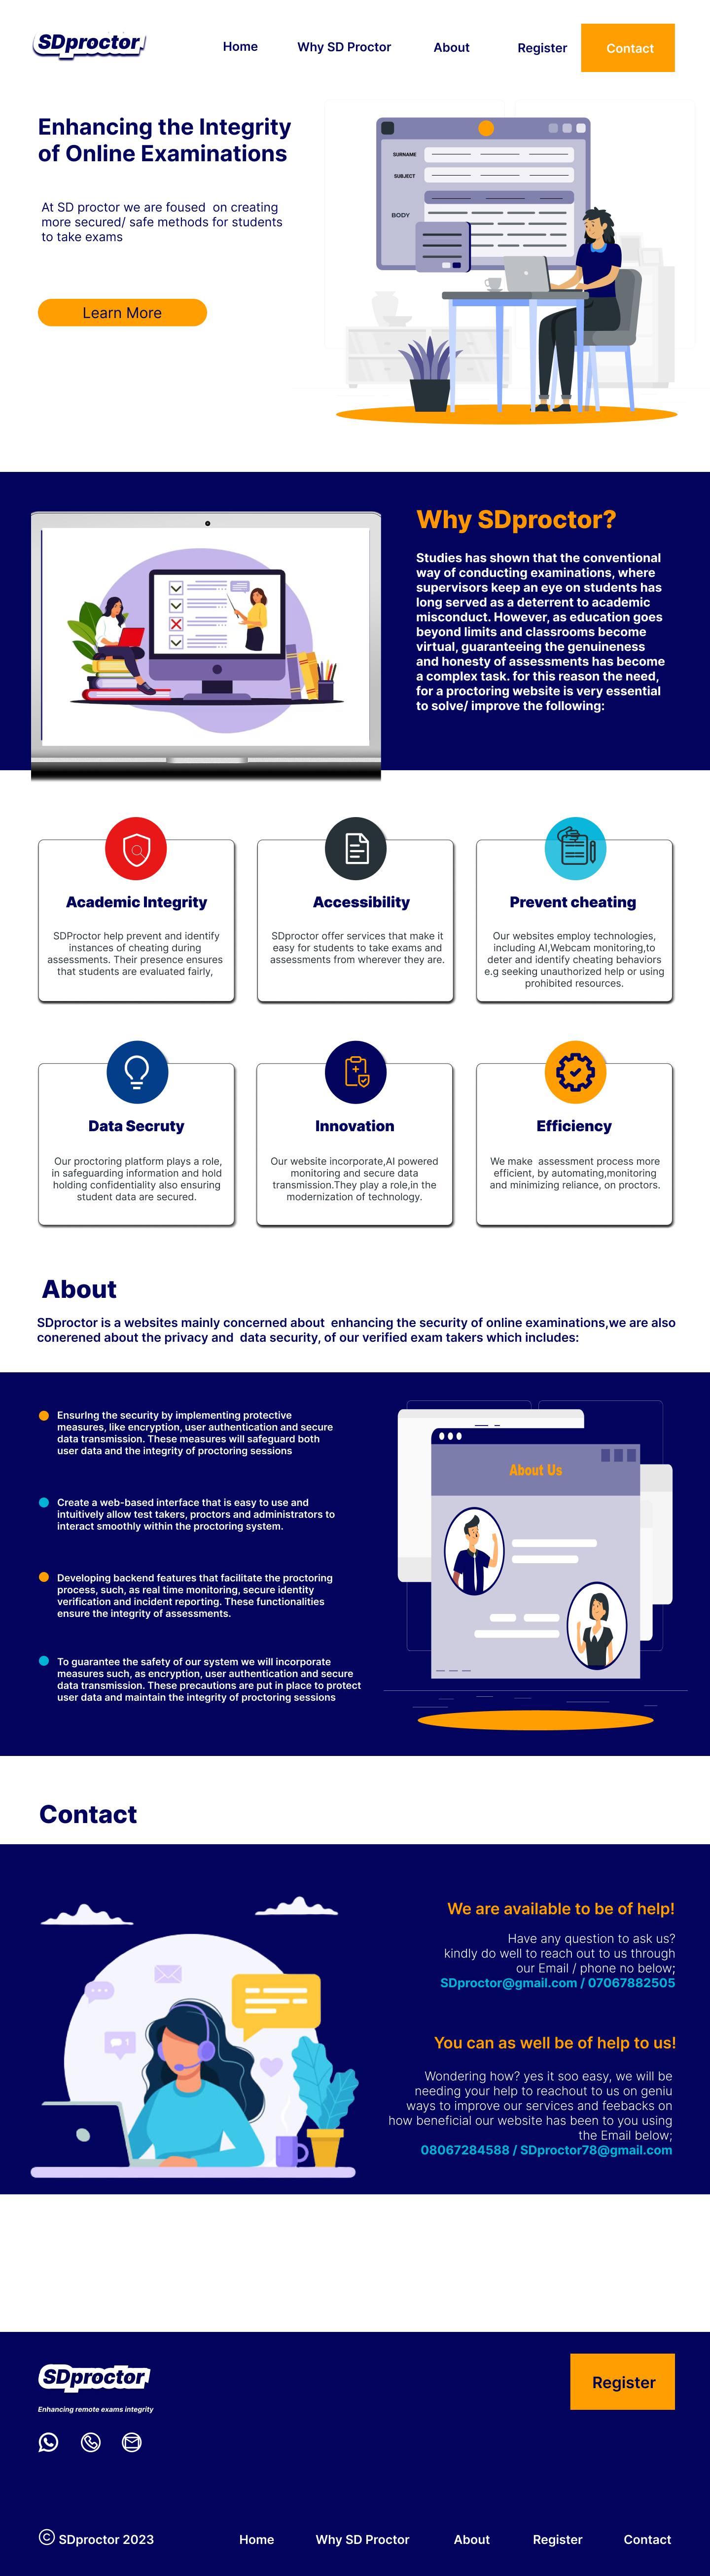 SDproctor
Home
Why SD Proctor
About
Register
Contact
Enhancing the Integrity
of Online Examinations
At SD proctor we are foused  on creating
more secured/ safe methods for students
to take exams
Learn More
SURNAME
SUBJECT
BODY
Why SDproctor?
Studies has shown that the conventional
way of conducting examinations, where
supervisors keep an eye on students has
long served as a deterrent to academic
misconduct. However, as education goes
beyond limits and classrooms become
virtual, guaranteeing the genuineness
and honesty of assessments has become
a complex task. for this reason the need,
for a proctoring website is very essential
to solve/ improve the following:
Academic Integrity
SDProctor help prevent and identify
instances of cheating during
assessments. Their presence ensures
that students are evaluated fairly,
Accessibility
SDproctor offer services that make it
easy for students to take exams and
assessments from wherever they are.
Prevent cheating
Our websites employ technologies,
including AI,Webcam monitoring,to
deter and identify cheating behaviors
e.g seeking unauthorized help or using
prohibited resources.
Data Secruty
Our proctoring platform plays a role,
in safeguarding information and hold
holding confidentiality also ensuring
student data are secured.
Innovation
Our website incorporate,AI powered
monitoring and secure data
transmission.They play a role,in the
modernization of technology.
Efficiency
We make  assessment process more
efficient, by automating,monitoring
and minimizing reliance, on proctors.
About
SDproctor is a websites mainly concerned about  enhancing the security of online examinations,we are also
conerened about the privacy and  data security, of our verified exam takers which includes:
EnsurIng the security by implementing protective
measures, like encryption, user authentication and secure
data transmission. These measures will safeguard both
user data and the integrity of proctoring sessions
Create a web-based interface that is easy to use and
intuitively allow test takers, proctors and administrators to
interact smoothly within the proctoring system.
Developing backend features that facilitate the proctoring
process, such, as real time monitoring, secure identity
verification and incident reporting. These functionalities
ensure the integrity of assessments.
To guarantee the safety of our system we will incorporate
measures such, as encryption, user authentication and secure
data transmission. These precautions are put in place to protect
user data and maintain the integrity of proctoring sessions
About Us
Contact
We are available to be of help!
Have any question to ask us?
kindly do well to reach out to us through
our Email / phone no below;
SDproctor@gmail.com / 07067882505
You can as well be of help to us!
Wondering how? yes it soo easy, we will be
needing your help to reachout to us on geniu
ways to improve our services and feebacks on
how beneficial our website has been to you using
the Email below;
08067284588 / SDproctor78@gmail.com
SDproctor
Enhancing remote exams integrity
Register
© SDproctor 2023
Home
Why SD Proctor
About
Register
Contact